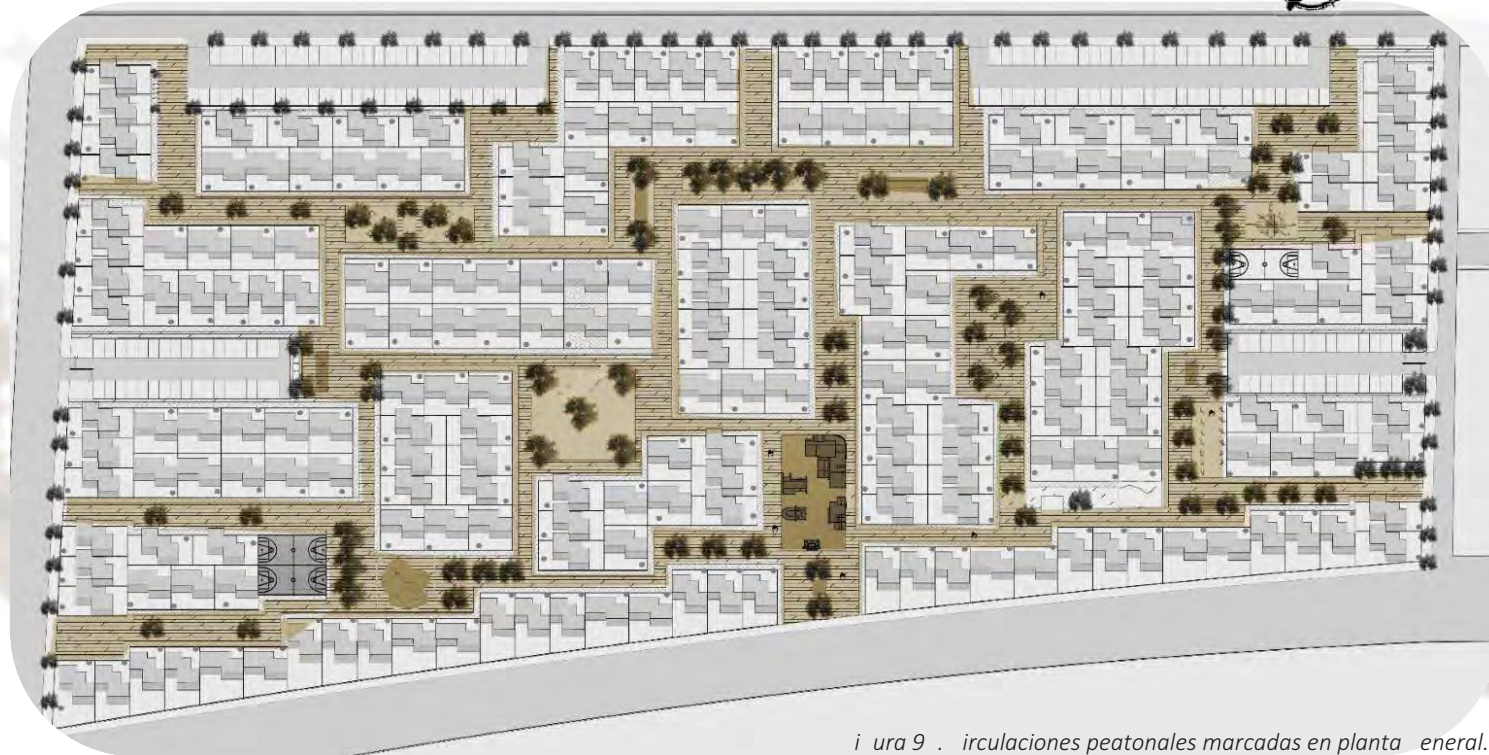 i ura 9 . irculaciones peatonales marcadas en planta eneral.